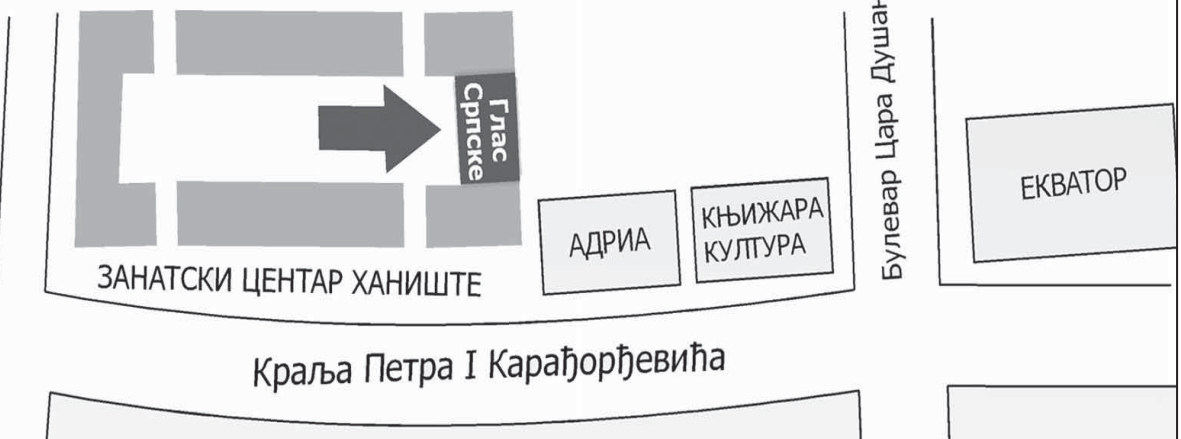 Глас
Српске
Булевар Цара Душан
ЕКВАТОР
АДРИА
КЊИЖАРА
КУЛТУРА
ЗАНАТСКИ ЦЕНТАР ХАНИШТЕ
Краља Петра I Карађорђевића